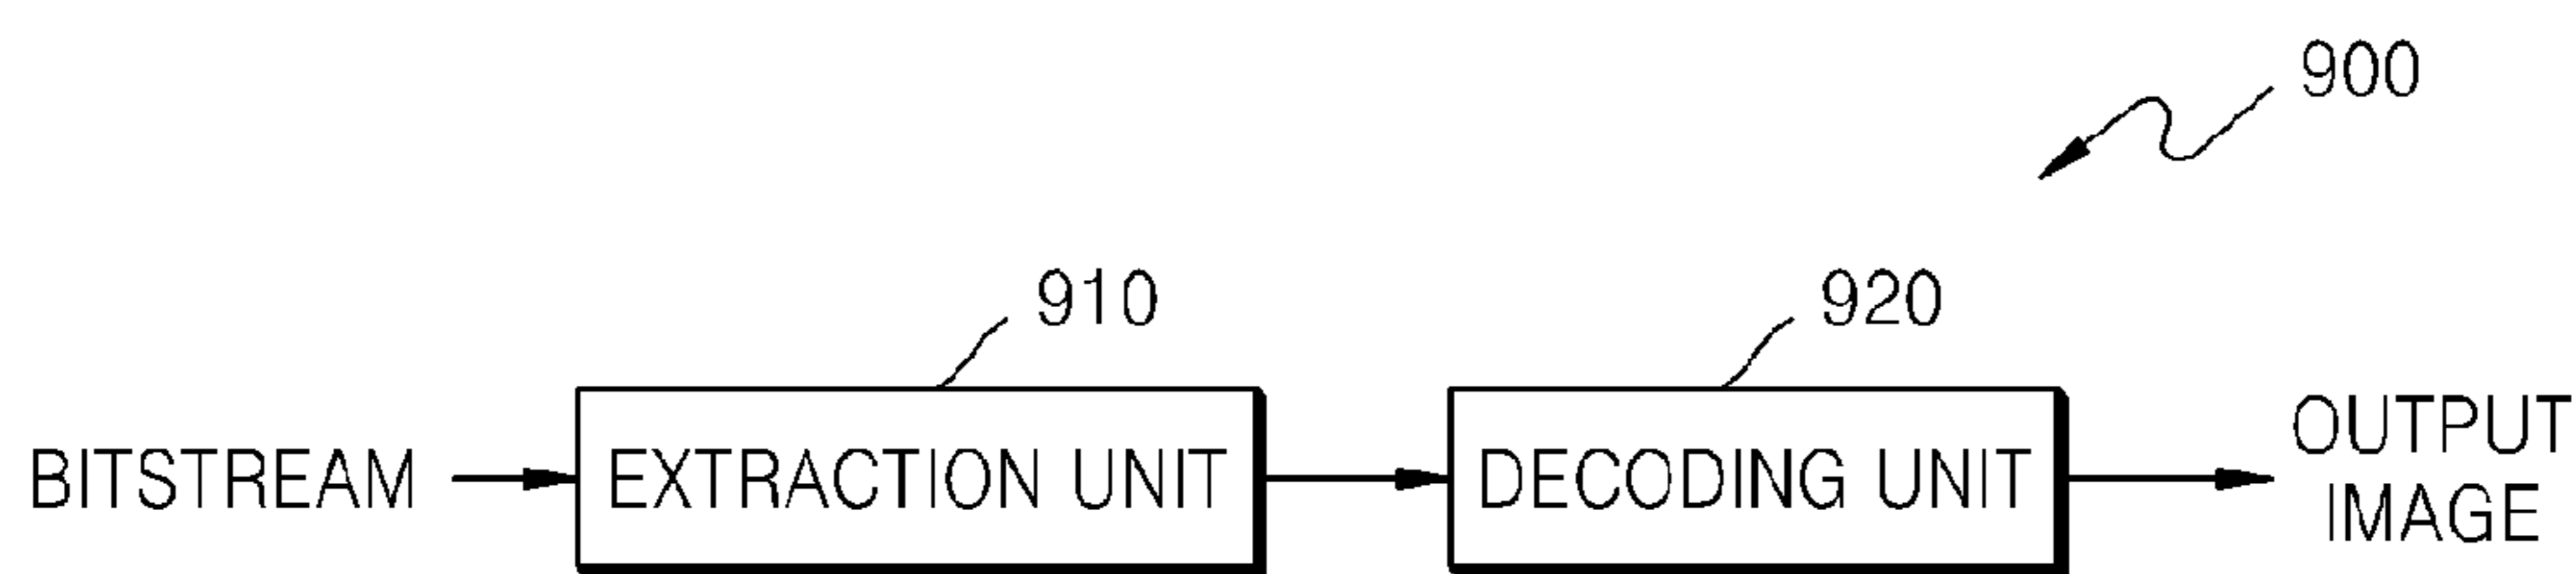 900
910
920
BITSTREAM
EXTRACTION UNIT
DECODING UNIT
OUTPUT
IMAGE